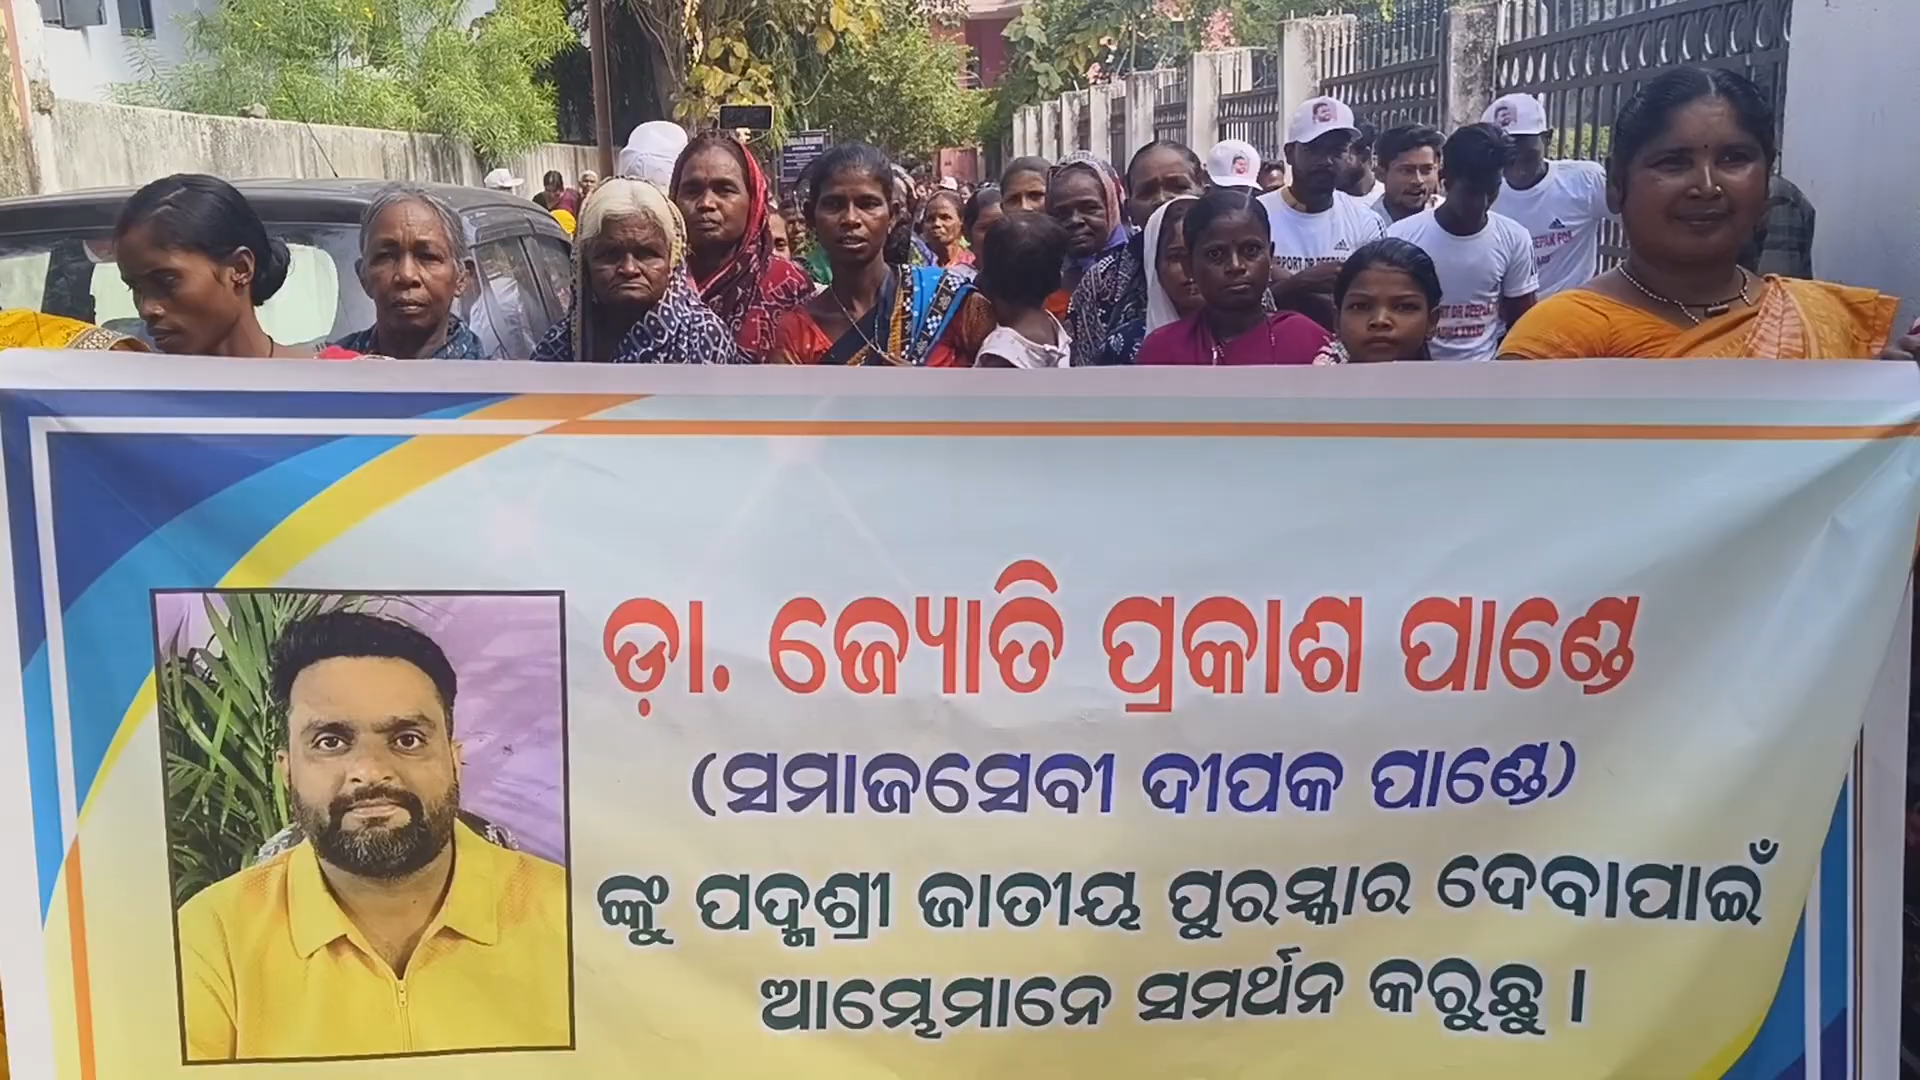 ଡ଼ା. ଜ୍ୟୋତି ପ୍ରକାଶ ପାଣ୍ଡେ
(ସମାଜସେବୀ ଦୀପକ ପାଣ୍ଡେ)
ଙ୍କୁ ପଦ୍ମଶ୍ରୀ ଜାତୀୟ ପୁରସ୍କାର ଦେବାପାଇଁ
ଆମ୍ଭେମାନେ ସମର୍ଥନ କରୁଛୁ ।